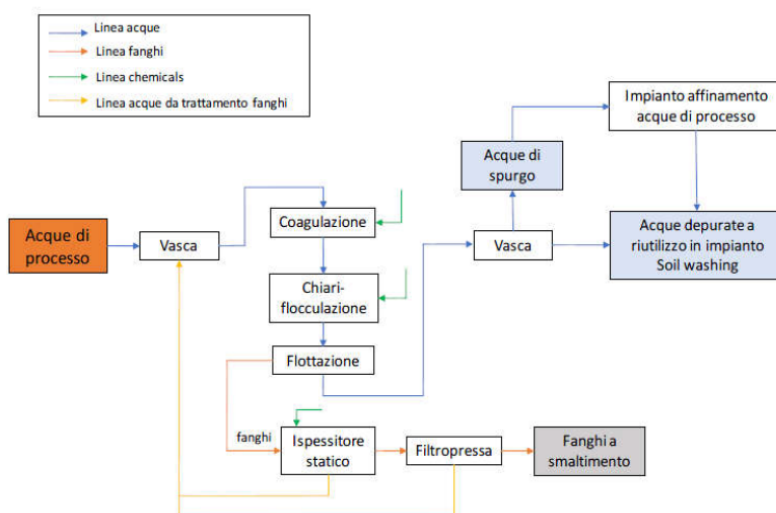 Linea acque
Linea fanghi
Linea chemicals
Linea acque da trattamento fanghi
Impianto affinamento
acque di processo
Acque di
spurgo
Coagulazione
Acque di
processo
Vasca
Vasca
Acque depurate a
riutilizzo in impianto
Soil washing
Chiari-
flocculazione
Flottazione
fanghi
Ispessitore
statico
Filtropressa
Fanghi a
smaltimento